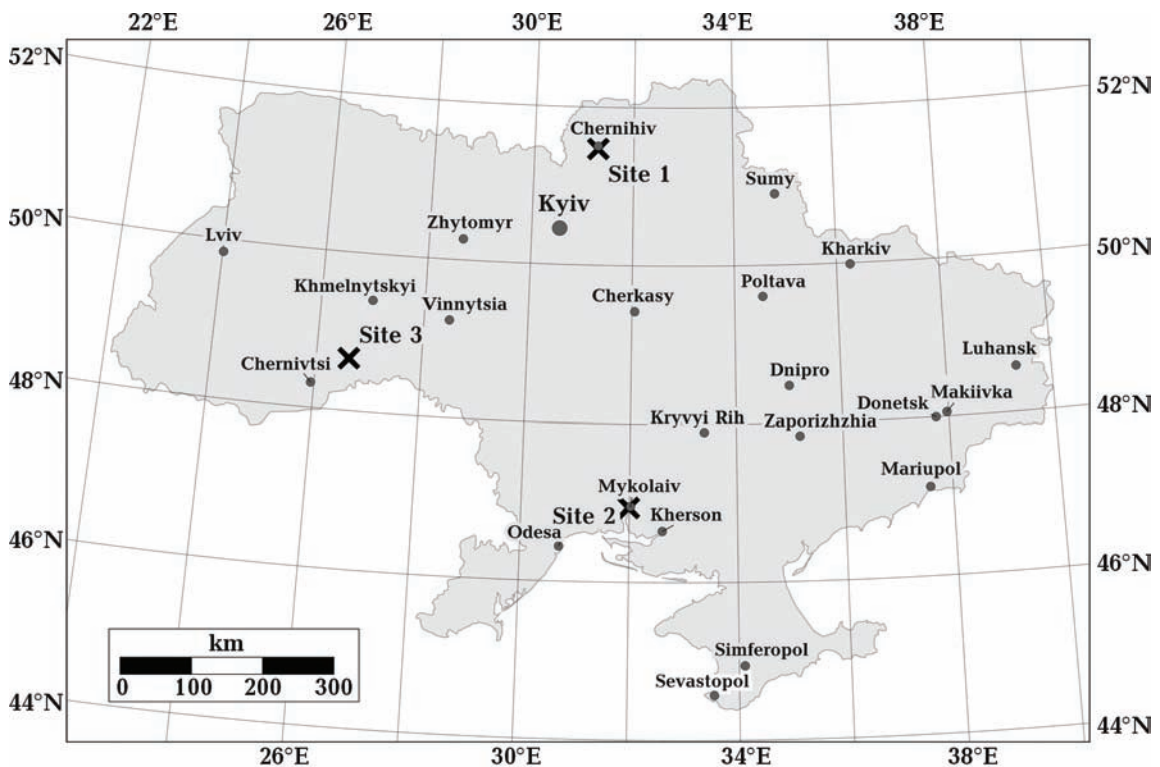 22°E 26°E 30°E 34°E 38°E
52°N
52°N
Chernihiv
Site 1
Sumy
Kyiv
50°N
Lviv
Zhytomyr
Kharkiv
50°N
Khmelnytskyi
Vinnytsia
Cherkasy
Poltava
Site 3
Luhansk
Chernivtsi
Dnipro
48°N
Donetsk
Makiivka
48°N
Kryvyi Rih
Zaporizhzhia
Mariupol
Mykolaiv
Site 2
Kherson
46°N
Odesa
46°N
km
0 100 200 300
Simferopol
Sevastopol
44°N
44°N
26°E 30°E 34°E 38°E